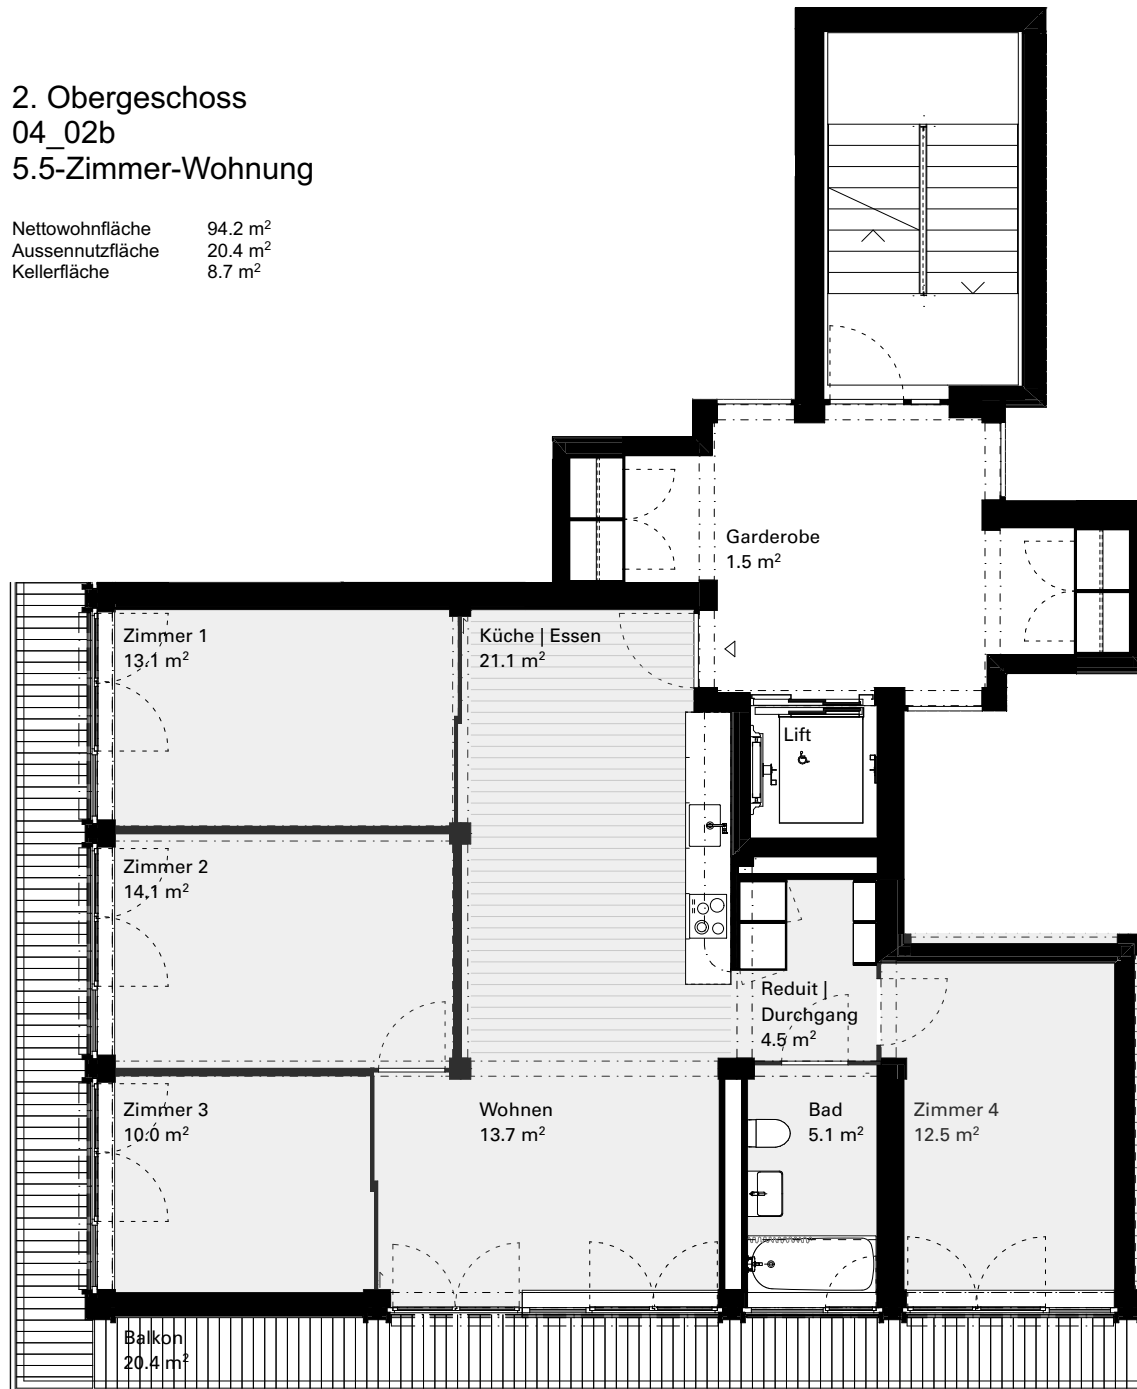 2. Obergeschoss
04_02b
5.5-Zimmer-Wohnung
Nettowohnfläche 94.2 m²
Aussennutzfläche 20.4 m²
Kellerfläche 8.7 m²
Garderobe
1.5 m²
Zimmer 1
13.1 m²
Küche | Essen
21.1 m²
Lift
Zimmer 2
14.1 m²
Reduit |
Durchgang
4.5 m²
Zimmer 3
10.0 m²
Wohnen
13.7 m²
Bad
5.1 m²
Zimmer 4
12.5 m²
Balkon
20.4 m²